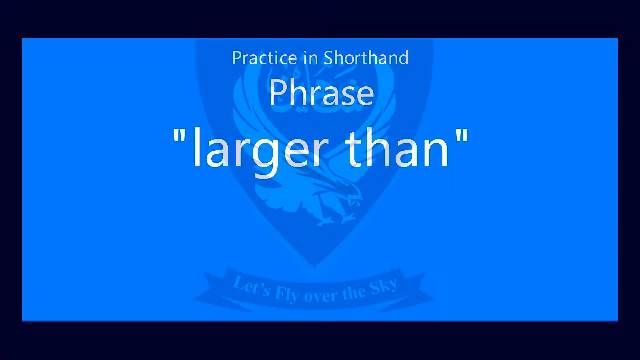 Practice in Shorthand
Phrase
"larger than"
Let's Fly over the Sky